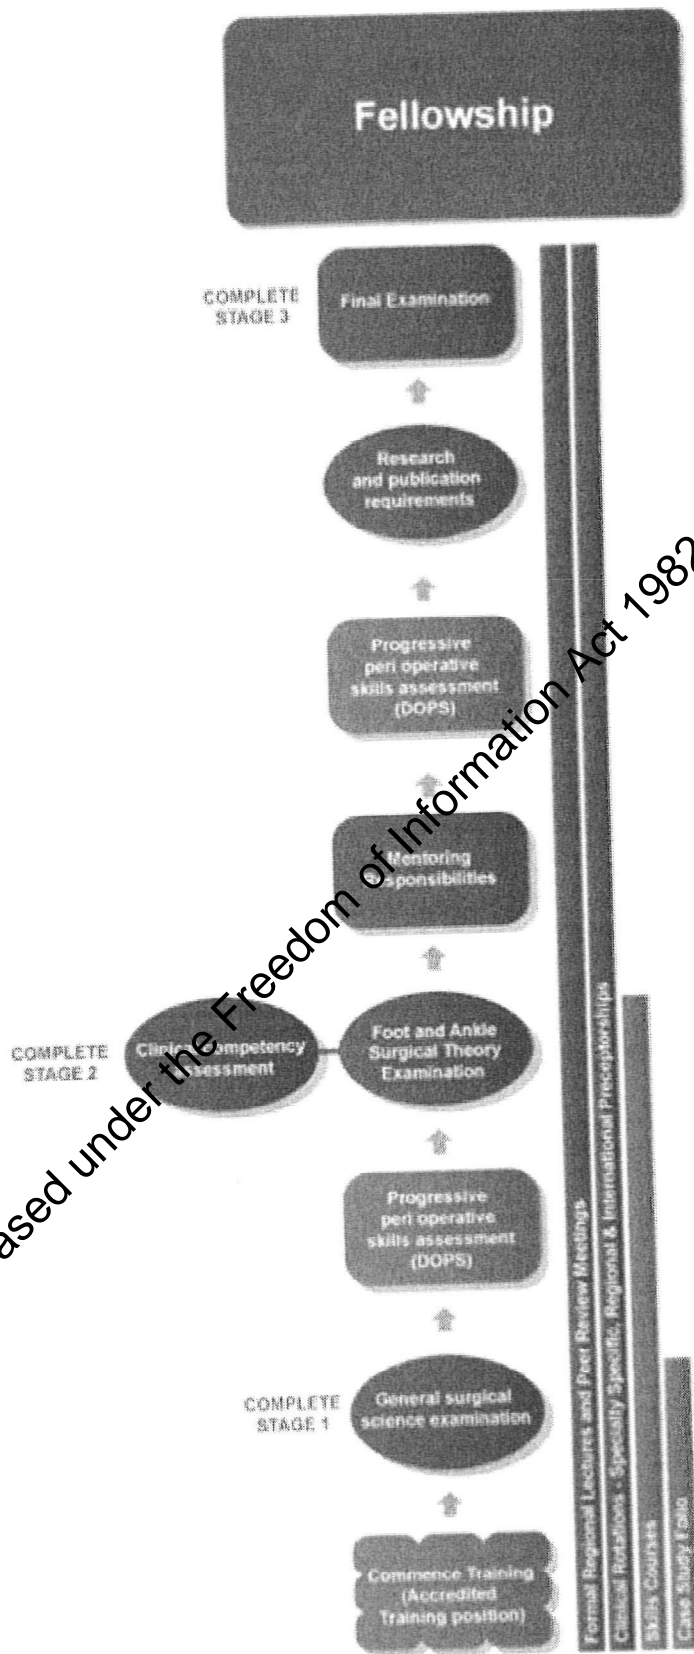 Fellowship
COMPLETE
STAGE 3
Final Examination
Research
and publication
requirements
Progressive
peri operative
skills assessment
(DOPS)
Mentoring
Responsibilities
COMPLETE
STAGE 2
Clinical Competency
Assessment
Foot and Ankle
Surgical Theory
Examination
Progressive
peri operative
skills assessment
(DOPS)
COMPLETE
STAGE 1
General surgical
science examination
Commence Training
(Accredited
Training position)
Formal Regional Lectures and Peer Review Meetings
Clinical Rotations - Specialty Specific, Regional & International Preceptorships
Skills Courses
Case Study Folio
ased under the Freedom of Information Act 1982